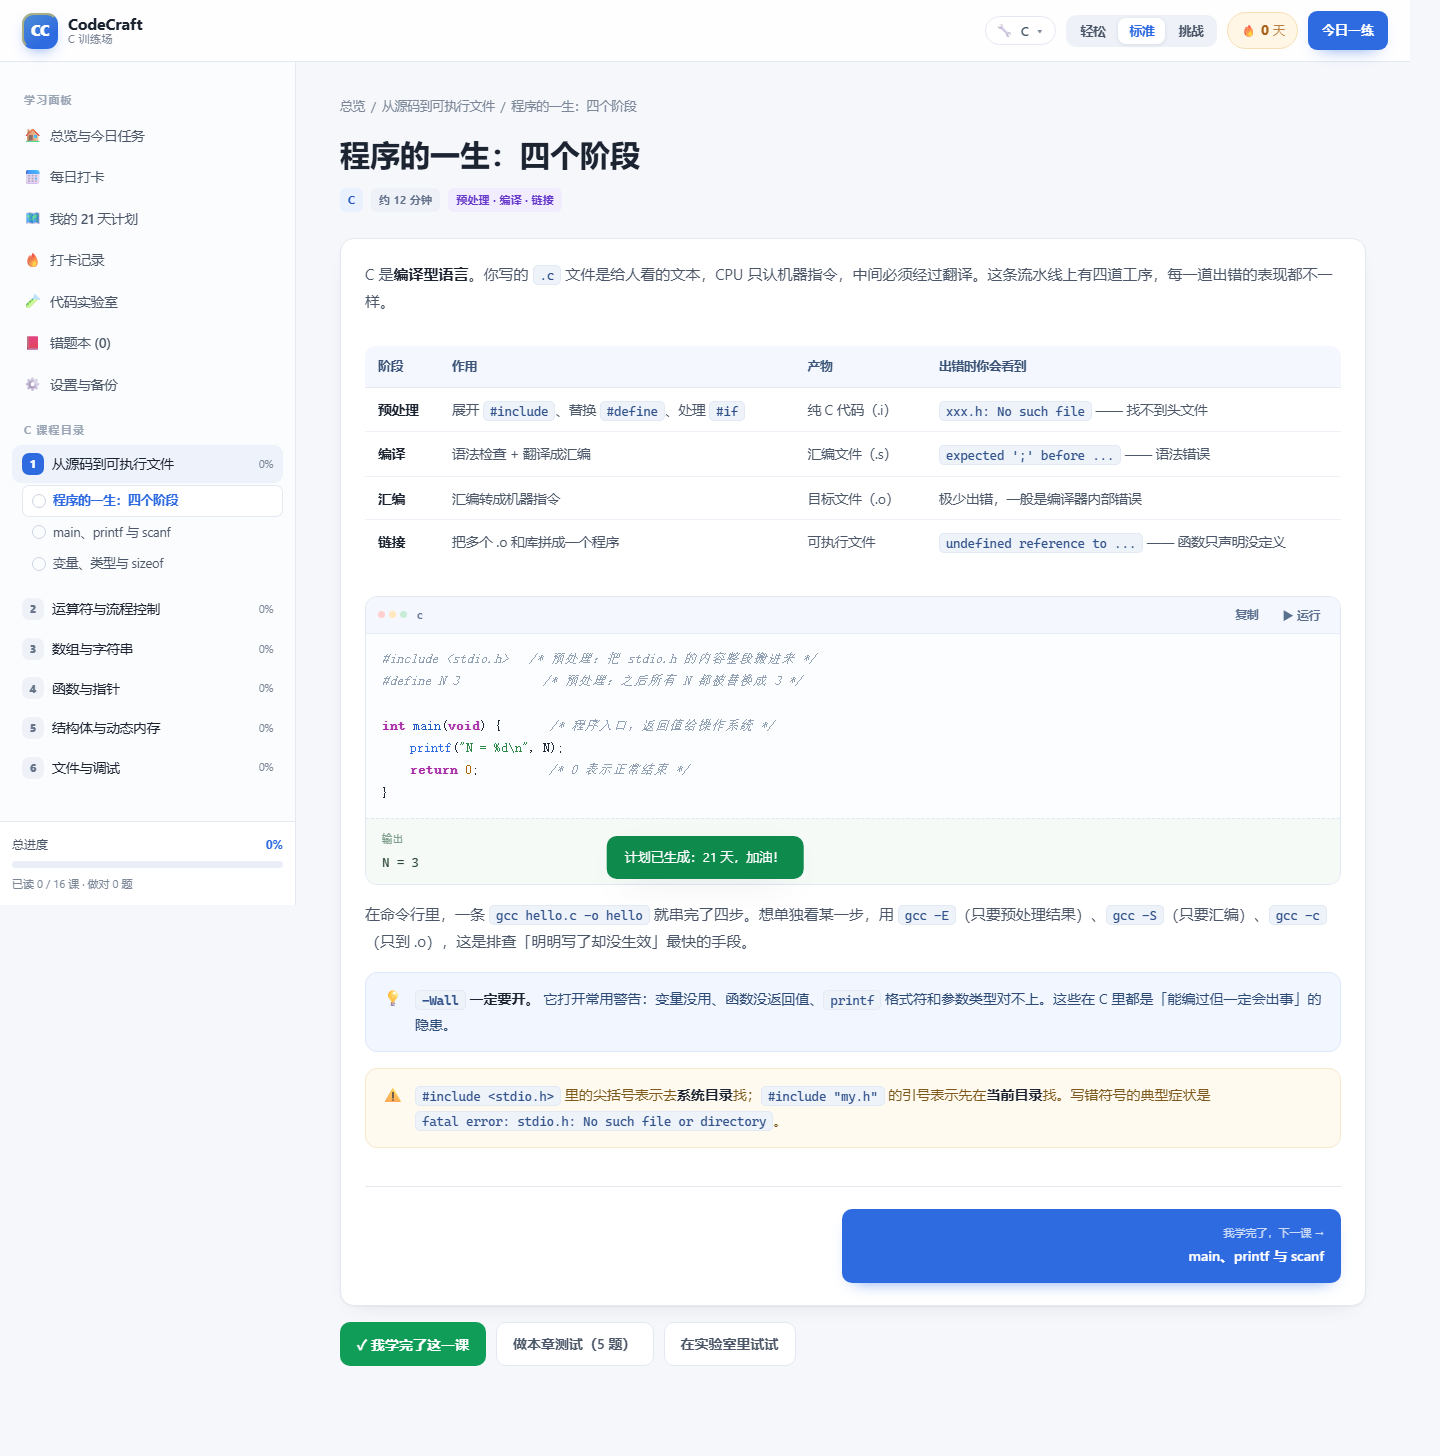 CC
CodeCraft
C 训练场
C
轻松
标准
挑战
0 天
今日一练
学习面板
总览与今日任务
每日打卡
我的 21 天计划
打卡记录
代码实验室
错题本 (0)
设置与备份
C 课程目录
1 从源码到可执行文件 0%
程序的一生：四个阶段
main、printf 与 scanf
变量、类型与 sizeof
2 运算符与流程控制 0%
3 数组与字符串 0%
4 函数与指针 0%
5 结构体与动态内存 0%
6 文件与调试 0%
总进度 0%
已读 0 / 16 课 · 做对 0 题
总览 / 从源码到可执行文件 / 程序的一生：四个阶段
程序的一生：四个阶段
C 约 12 分钟 预处理 · 编译 · 链接
C 是编译型语言。你写的 .c 文件是给人看的文本，CPU 只认机器指令，中间必须经过翻译。这条流水线上有四道工序，每一道出错的表现都不一
样。
阶段 作用 产物 出错时你会看到
预处理 展开 #include、替换 #define、处理 #if 纯 C 代码（.i） xxx.h: No such file —— 找不到头文件
编译 语法检查 + 翻译成汇编 汇编文件（.s） expected ';' before ... —— 语法错误
汇编 汇编转成机器指令 目标文件（.o） 极少出错，一般是编译器内部错误
链接 把多个 .o 和库拼成一个程序 可执行文件 undefined reference to ... —— 函数只声明没定义
c 复制 ▶ 运行
#include <stdio.h> /* 预处理：把 stdio.h 的内容整段搬进来 */
#define N 3 /* 预处理：之后所有 N 都被替换成 3 */
int main(void) { /* 程序入口，返回值给操作系统 */
printf("N = %d\n", N);
return 0; /* 0 表示正常结束 */
}
输出
N = 3
计划已生成：21 天，加油！
在命令行里，一条 gcc hello.c -o hello 就串完了四步。想单独看某一步，用 gcc -E（只要预处理结果）、gcc -S（只要汇编）、gcc -c
（只到 .o），这是排查「明明写了却没生效」最快的手段。
-Wall 一定要开。 它打开常用警告：变量没用、函数没返回值、printf 格式符和参数类型对不上。这些在 C 里都是「能编过但一定会出事」的
隐患。
#include <stdio.h> 里的尖括号表示去系统目录找；#include "my.h" 的引号表示先在当前目录找。写错符号的典型症状是
fatal error: stdio.h: No such file or directory。
我学完了，下一课 →
main、printf 与 scanf
✓ 我学完了这一课
做本章测试（5 题）
在实验室里试试